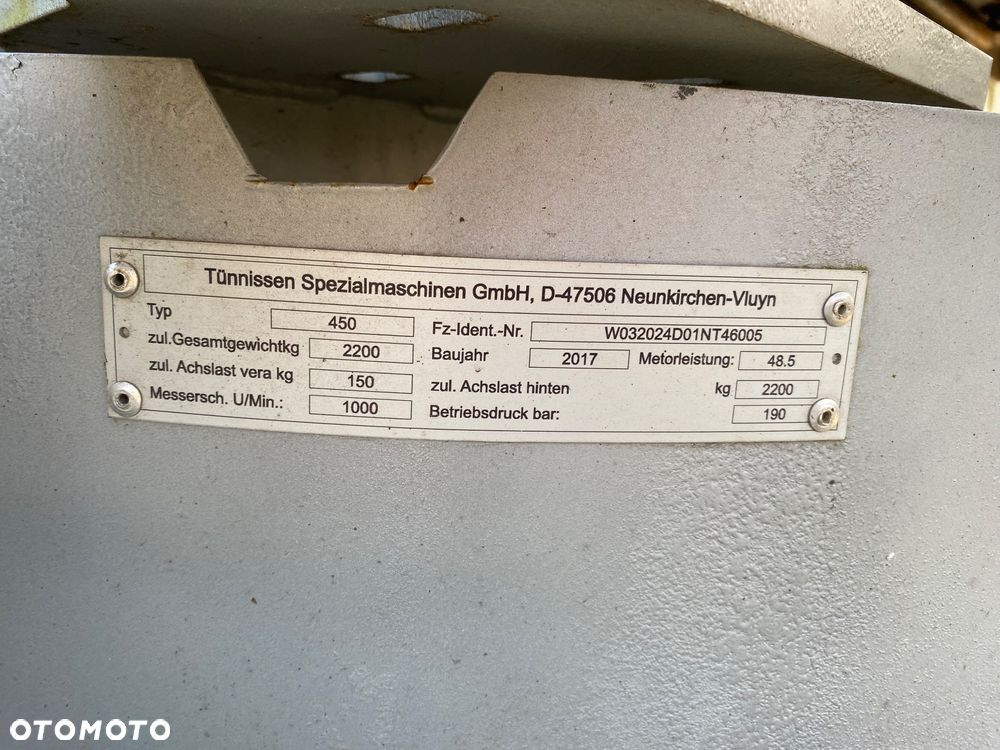 Tünnissen Spezialmaschinen GmbH, D-47506 Neunkirchen-Vluyn
Typ 450 Fz-Ident.-Nr. W032024D01NT46005
zul.Gesamtgewichtkg 2200 Baujahr 2017 Metorleistung: 48.5
zul. Achslast vera kg 150 zul. Achslast hinten kg 2200
Messersch. U/Min.: 1000 Betriebsdruck bar: 190
OTOMOTO